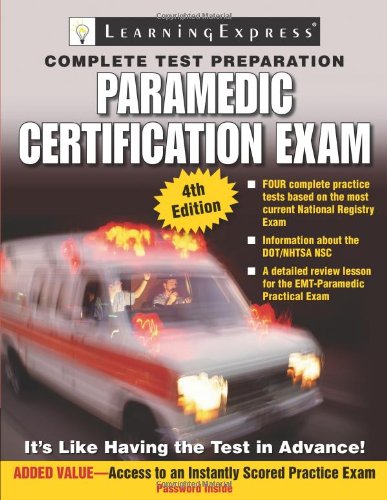 LEARNINGEXPRESS
COMPLETE TEST PREPARATION
PARAMEDIC
CERTIFICATION EXAM
4th
Edition
FOUR complete practice
tests based on the most
current National Registry
Exam
Information about the
DOT/NHTSA NSC
A detailed review lesson
for the EMT-Paramedic
Practical Exam
It's Like Having the Test in Advance!
ADDED VALUE—Access to an Instantly Scored Practice Exam
Password Inside